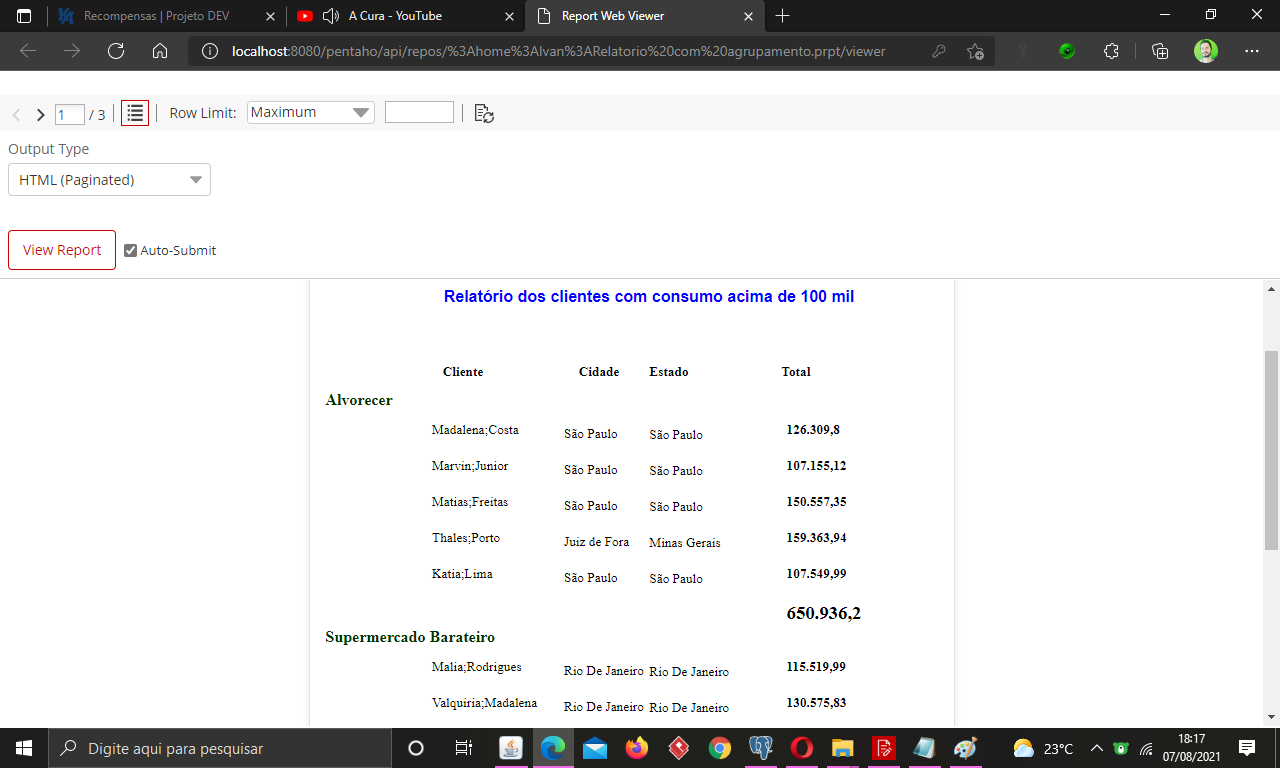 Recompensas | Projeto DEV
A Cura - YouTube
Report Web Viewer
localhost:8080/pentaho/api/repos/%3Ahome%3Alvan%3ARelatorio%20com%20agrupamento.prpt/viewer
1 / 3 Row Limit: Maximum
Output Type
HTML (Paginated)
View Report Auto-Submit
Relatório dos clientes com consumo acima de 100 mil
Cliente Cidade Estado Total
Alvorecer
Madalena;Costa São Paulo São Paulo 126.309,8
Marvin;Junior São Paulo São Paulo 107.155,12
Matias;Freitas São Paulo São Paulo 150.557,35
Thales;Porto Juiz de Fora Minas Gerais 159.363,94
Katia;Lima São Paulo São Paulo 107.549,99
650.936,2
Supermercado Barateiro
Malia;Rodrigues Rio De Janeiro Rio De Janeiro 115.519,99
Valquiria;Madalena Rio De Janeiro Rio De Janeiro 130.575,83
Digite aqui para pesquisar
23°C
18:17
07/08/2021